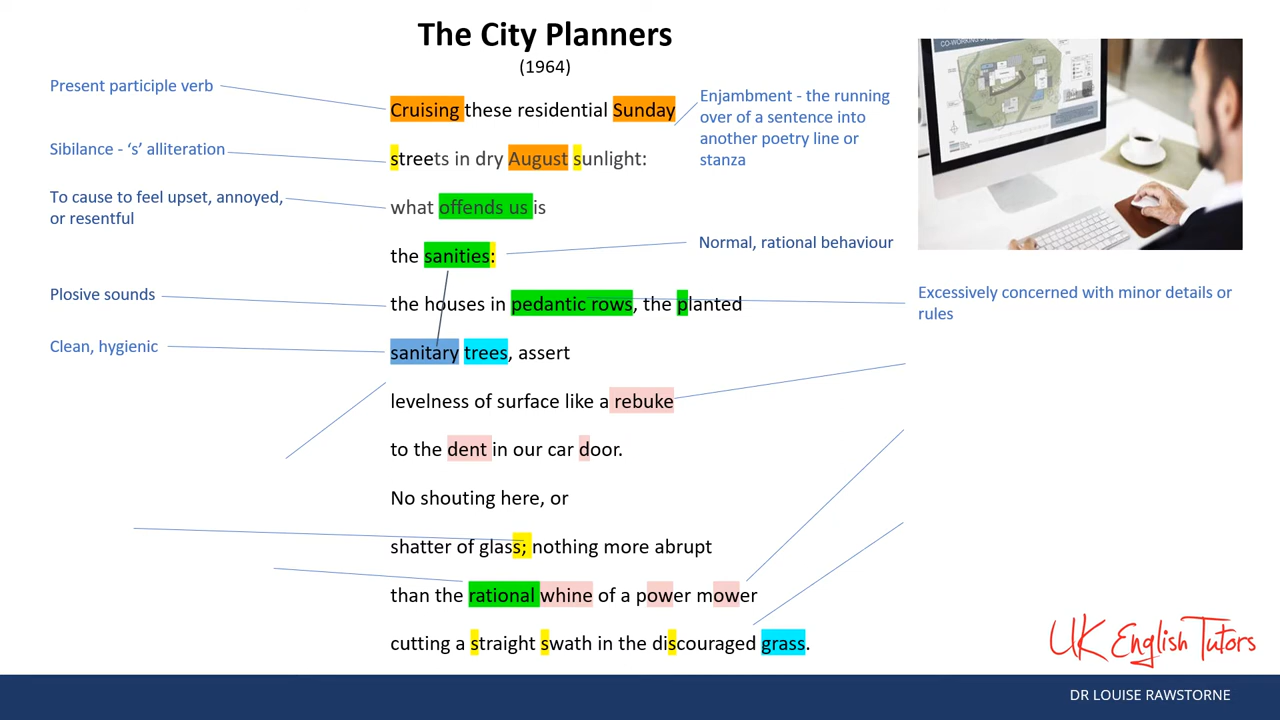 The City Planners
(1964)
Present participle verb
Cruising these residential Sunday
Enjambment - the running
over of a sentence into
another poetry line or
stanza
Sibilance - ‘s’ alliteration
streets in dry August sunlight:
To cause to feel upset, annoyed,
or resentful
what offends us is
the sanities:
Normal, rational behaviour
Plosive sounds
the houses in pedantic rows, the planted
Excessively concerned with minor details or
rules
Clean, hygienic
sanitary trees, assert
levelness of surface like a rebuke
to the dent in our car door.
No shouting here, or
shatter of glass; nothing more abrupt
than the rational whine of a power mower
cutting a straight swath in the discouraged grass.
UK English Tutors
DR LOUISE RAWSTORNE